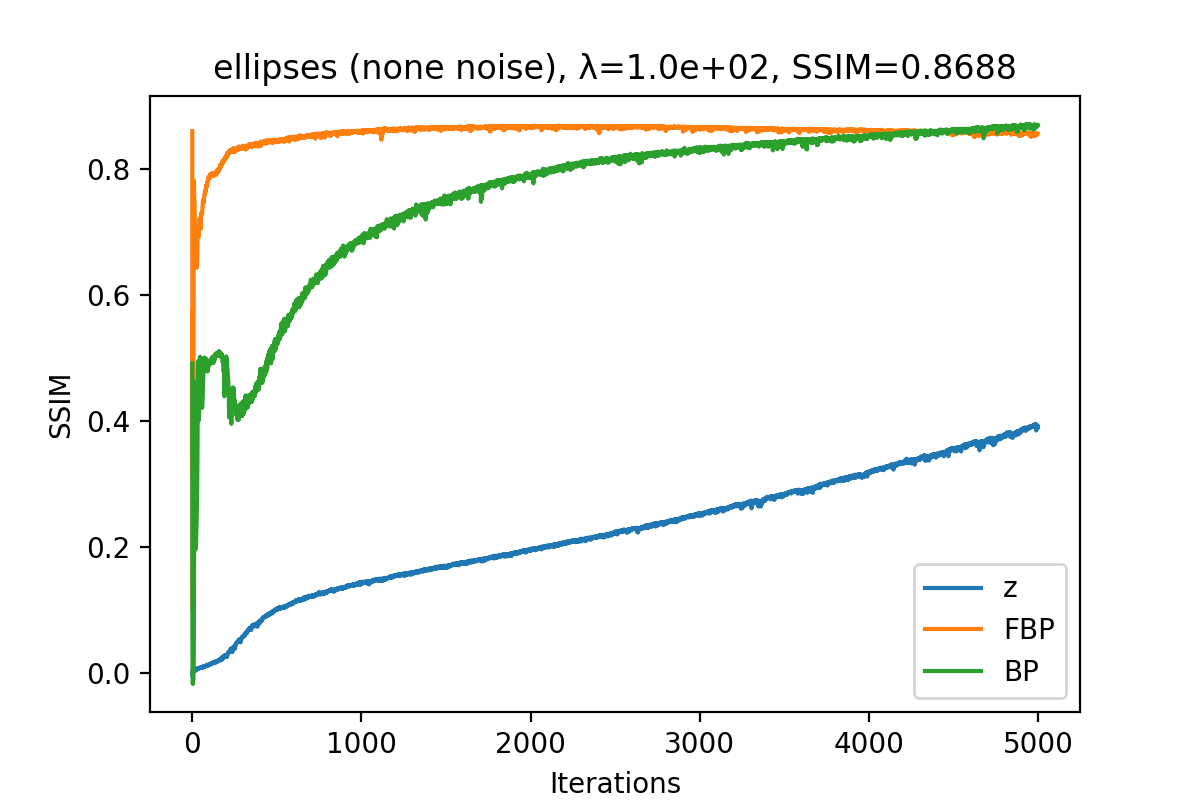 ellipses (none noise), λ=1.0e+02, SSIM=0.8688
SSIM
0.8
0.6
0.4
0.2
0.0
z
FBP
BP
0 1000 2000 3000 4000 5000
Iterations